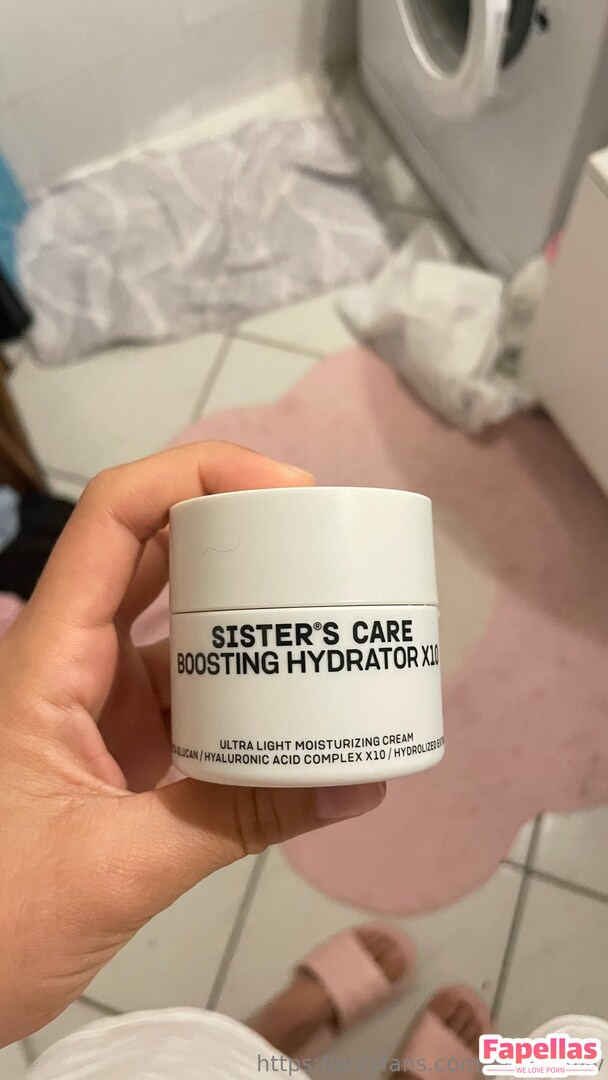 SISTER'S® CARE
BOOSTING HYDRATOR X10
ULTRA LIGHT MOISTURIZING CREAM
GLUCAN / HYALURONIC ACID COMPLEX X10 / HYDROLIZED
Fapellas
WE LOVE PORN